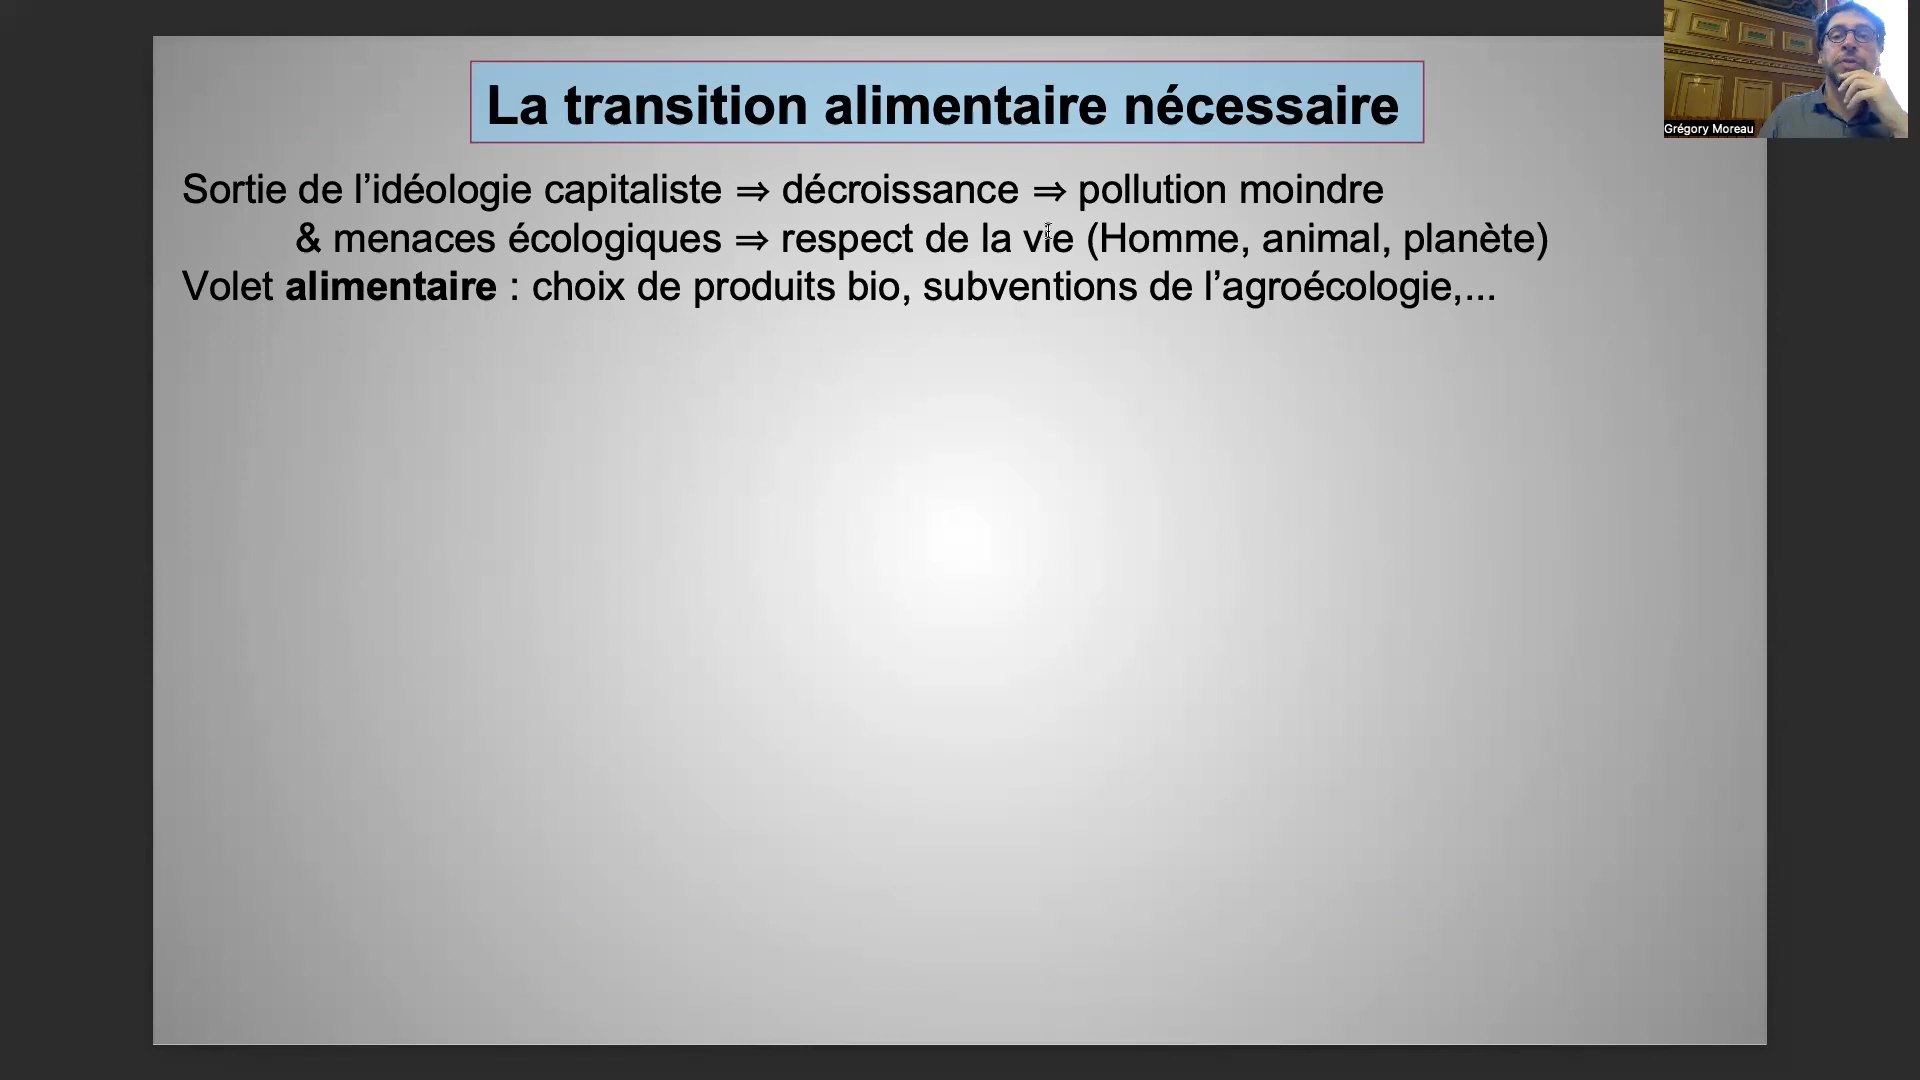 La transition alimentaire nécessaire
Grégory Moreau
Sortie de l’idéologie capitaliste ⇒ décroissance ⇒ pollution moindre
& menaces écologiques ⇒ respect de la vie (Homme, animal, planète)
Volet alimentaire : choix de produits bio, subventions de l’agroécologie,...